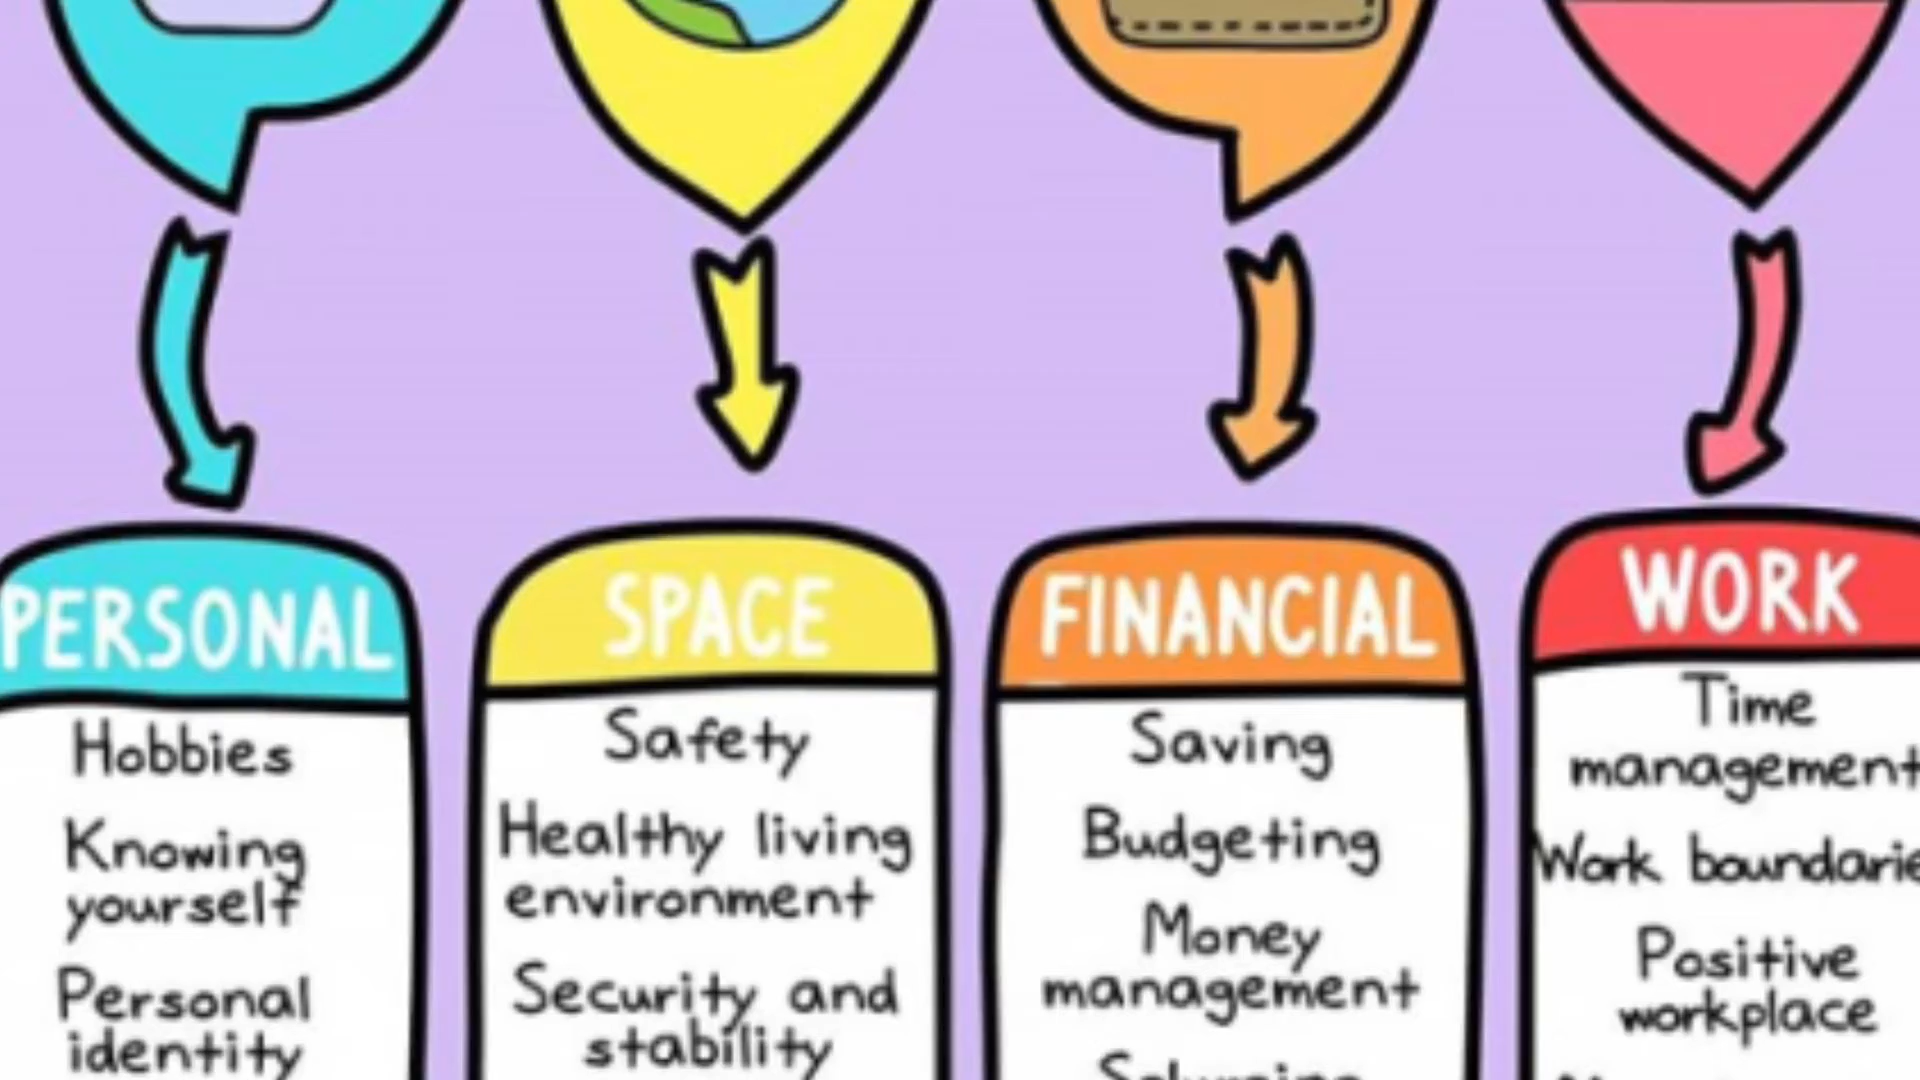 PERSONAL
Hobbies
Knowing
yourself
Personal
identity
SPACE
Safety
Healthy living
environment
Security and
stability
FINANCIAL
Saving
Budgeting
Money
management
WORK
Time
management
Work boundarie
Positive
workplace